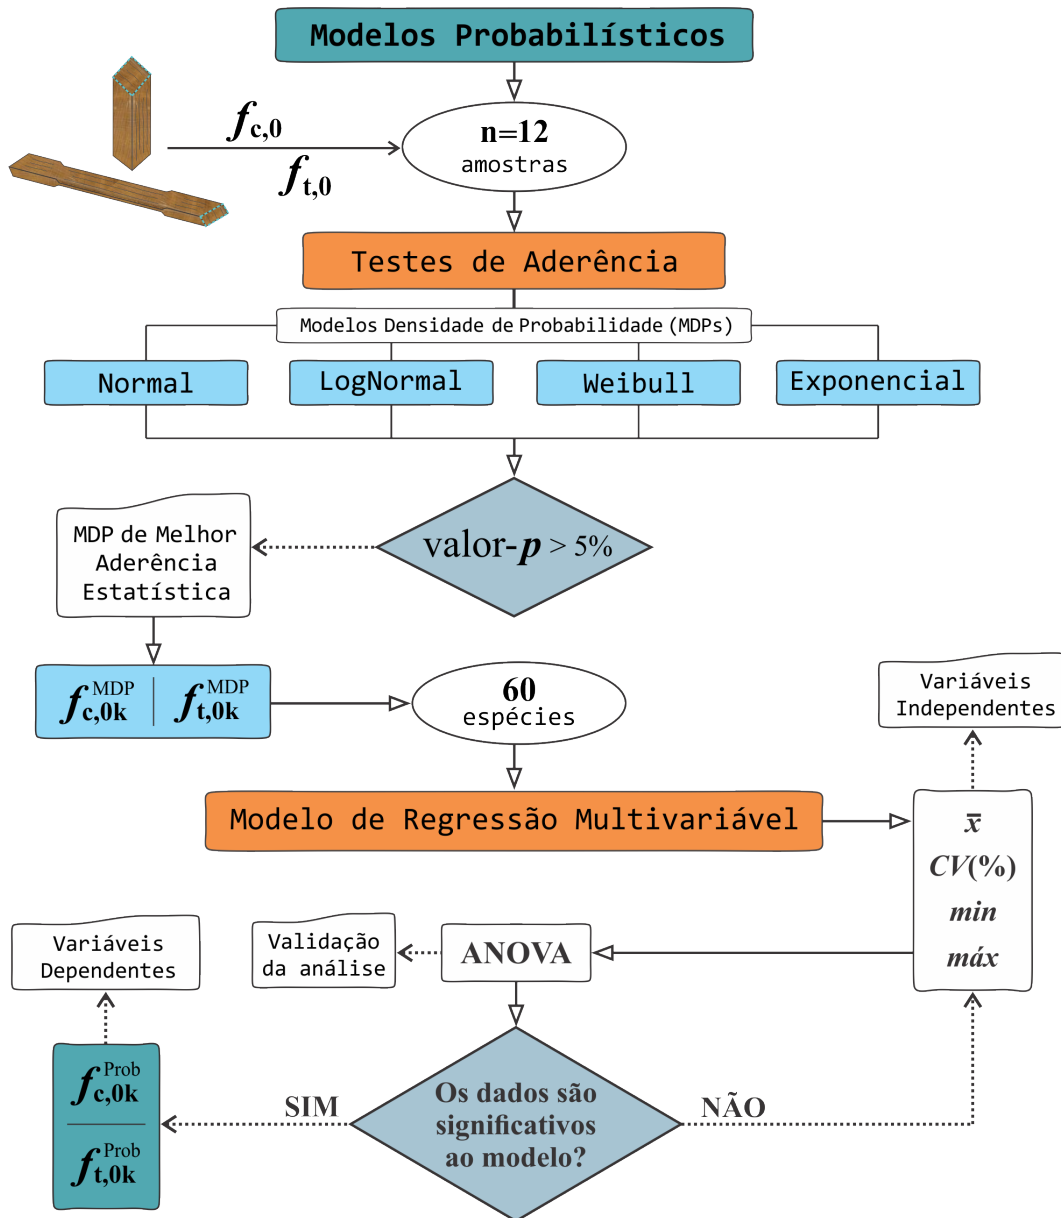 Modelos Probabilísticos
f c,0
f t,0
n=12
amostras
Testes de Aderência
Modelos Densidade de Probabilidade (MDPs)
Normal
LogNormal
Weibull
Exponencial
valor-p > 5%
MDP de Melhor
Aderência
Estatística
f c,0k MDP
f t,0k MDP
60
espécies
Variáveis
Independentes
Modelo de Regressão Multivariável
x̅
CV(%)
min
máx
ANOVA
Validação
da análise
Variáveis
Dependentes
Os dados são
significativos
ao modelo?
SIM
NÃO
f c,0k Prob
f t,0k Prob